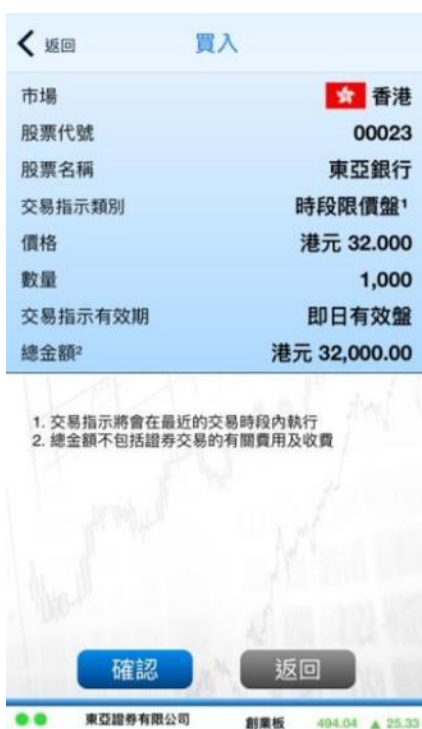 返回 買入
市場 香港
股票代號 00023
股票名稱 東亞銀行
交易指示類別 時段限價盤¹
價格 港元 32.000
數量 1,000
交易指示有效期 即日有效盤
總金額² 港元 32,000.00
1. 交易指示將會在最近的交易時段內執行
2. 總金額不包括證券交易的有關費用及收費
確認 返回
東亞證券有限公司 創業板 494.04 ▲ 25.33